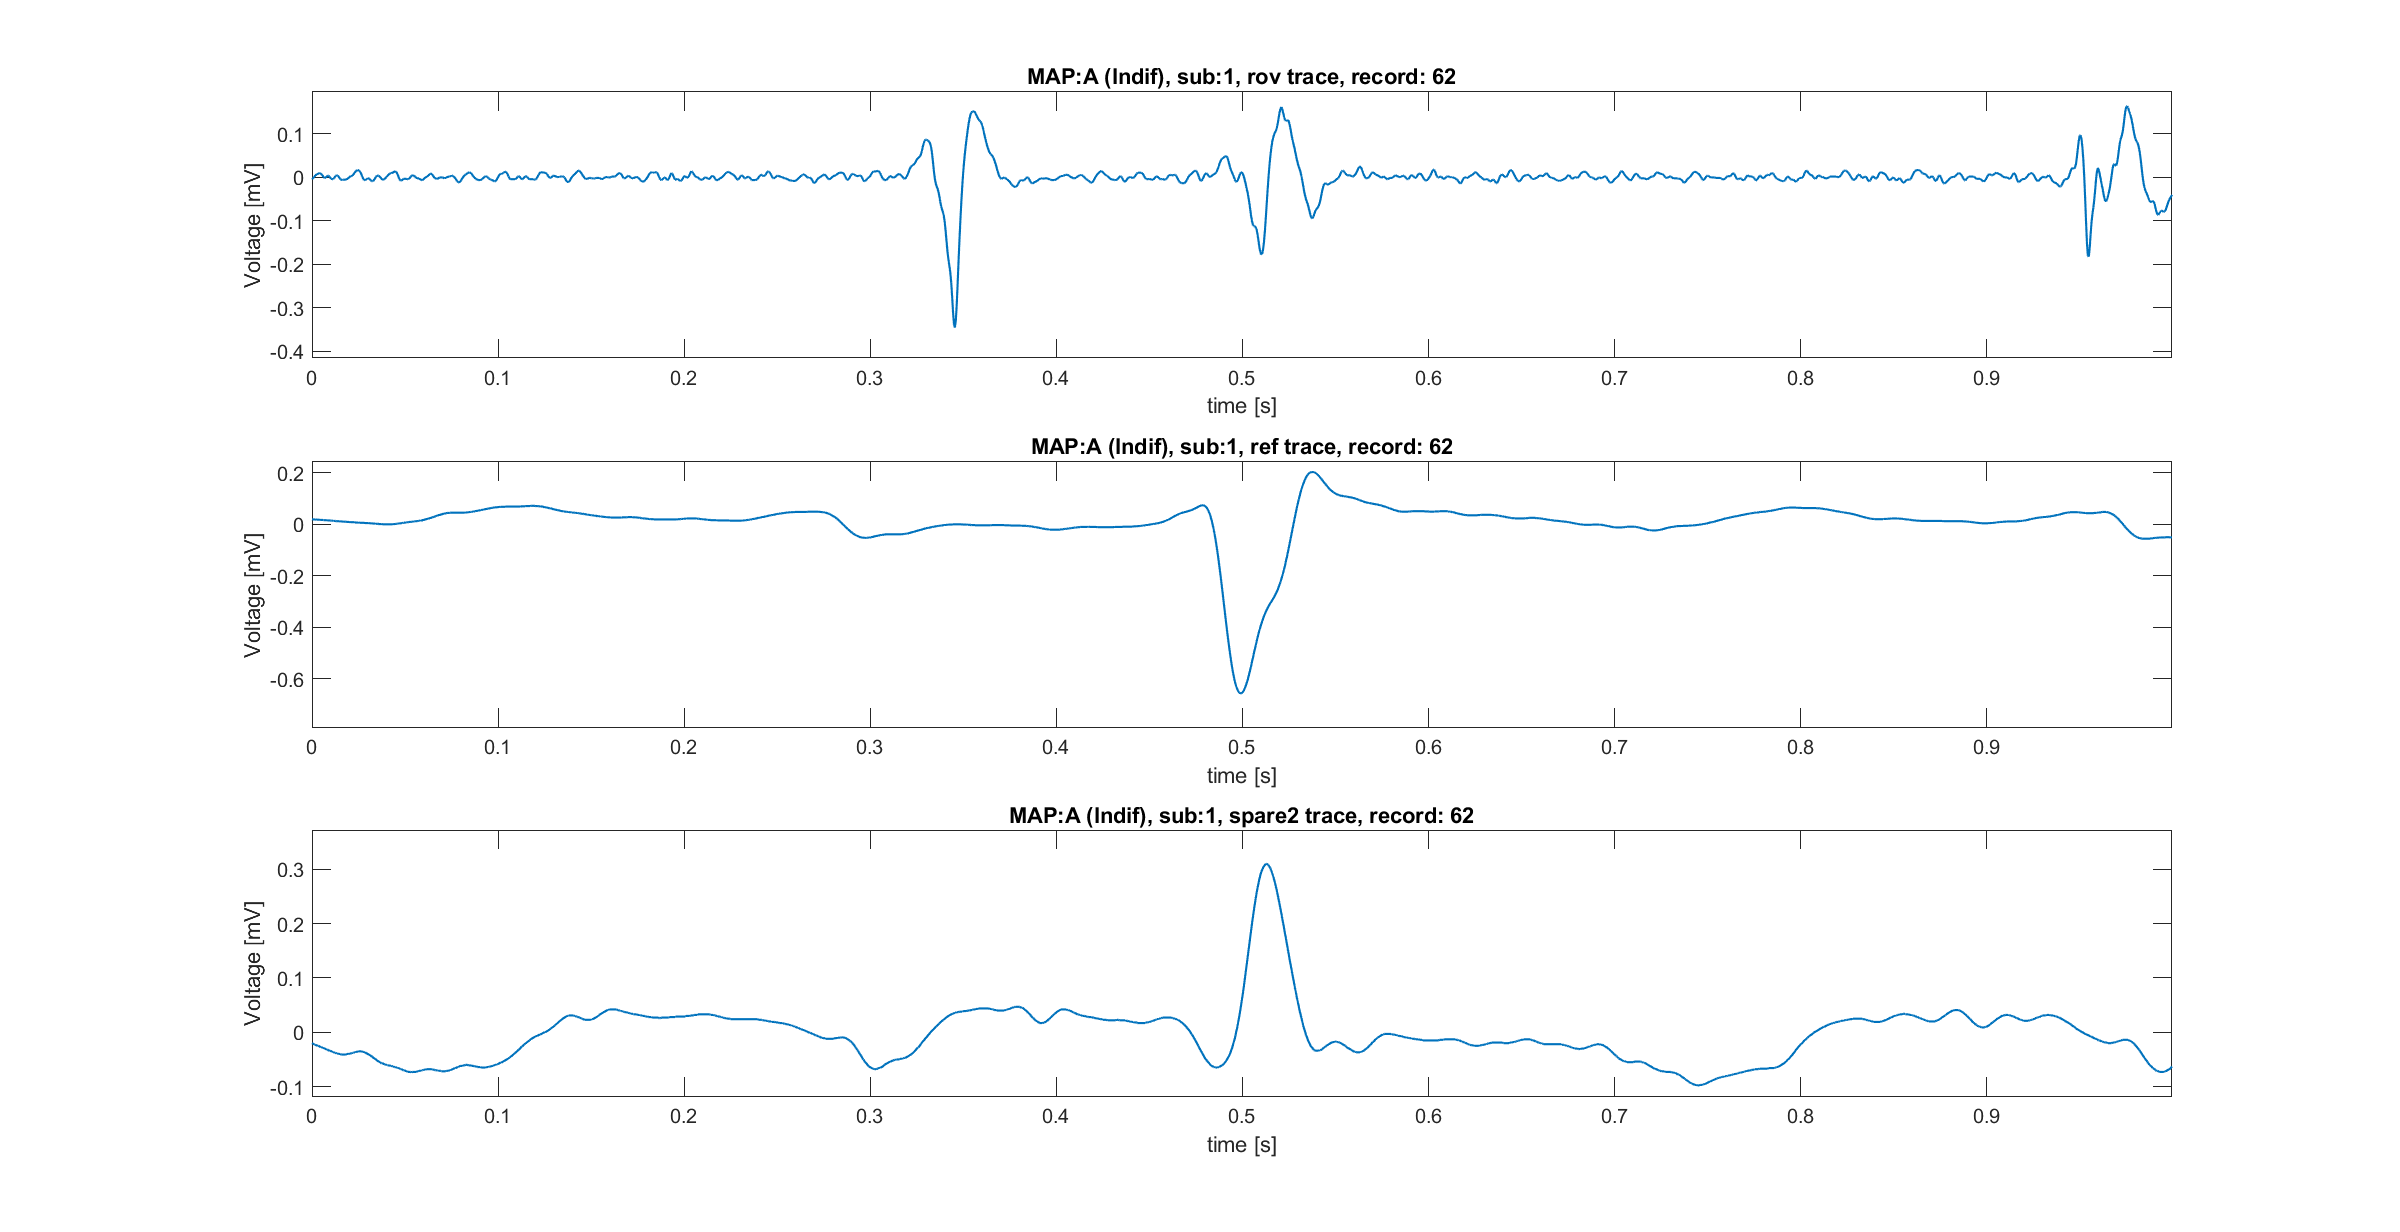 MAP:A (Indif), sub:1, rov trace, record: 62
Voltage [mV]
0.1
0
-0.1
-0.2
-0.3
-0.4
0 0.1 0.2 0.3 0.4 0.5 0.6 0.7 0.8 0.9
time [s]
MAP:A (Indif), sub:1, ref trace, record: 62
Voltage [mV]
0.2
0
-0.2
-0.4
-0.6
0 0.1 0.2 0.3 0.4 0.5 0.6 0.7 0.8 0.9
time [s]
MAP:A (Indif), sub:1, spare2 trace, record: 62
Voltage [mV]
0.3
0.2
0.1
0
-0.1
0 0.1 0.2 0.3 0.4 0.5 0.6 0.7 0.8 0.9
time [s]